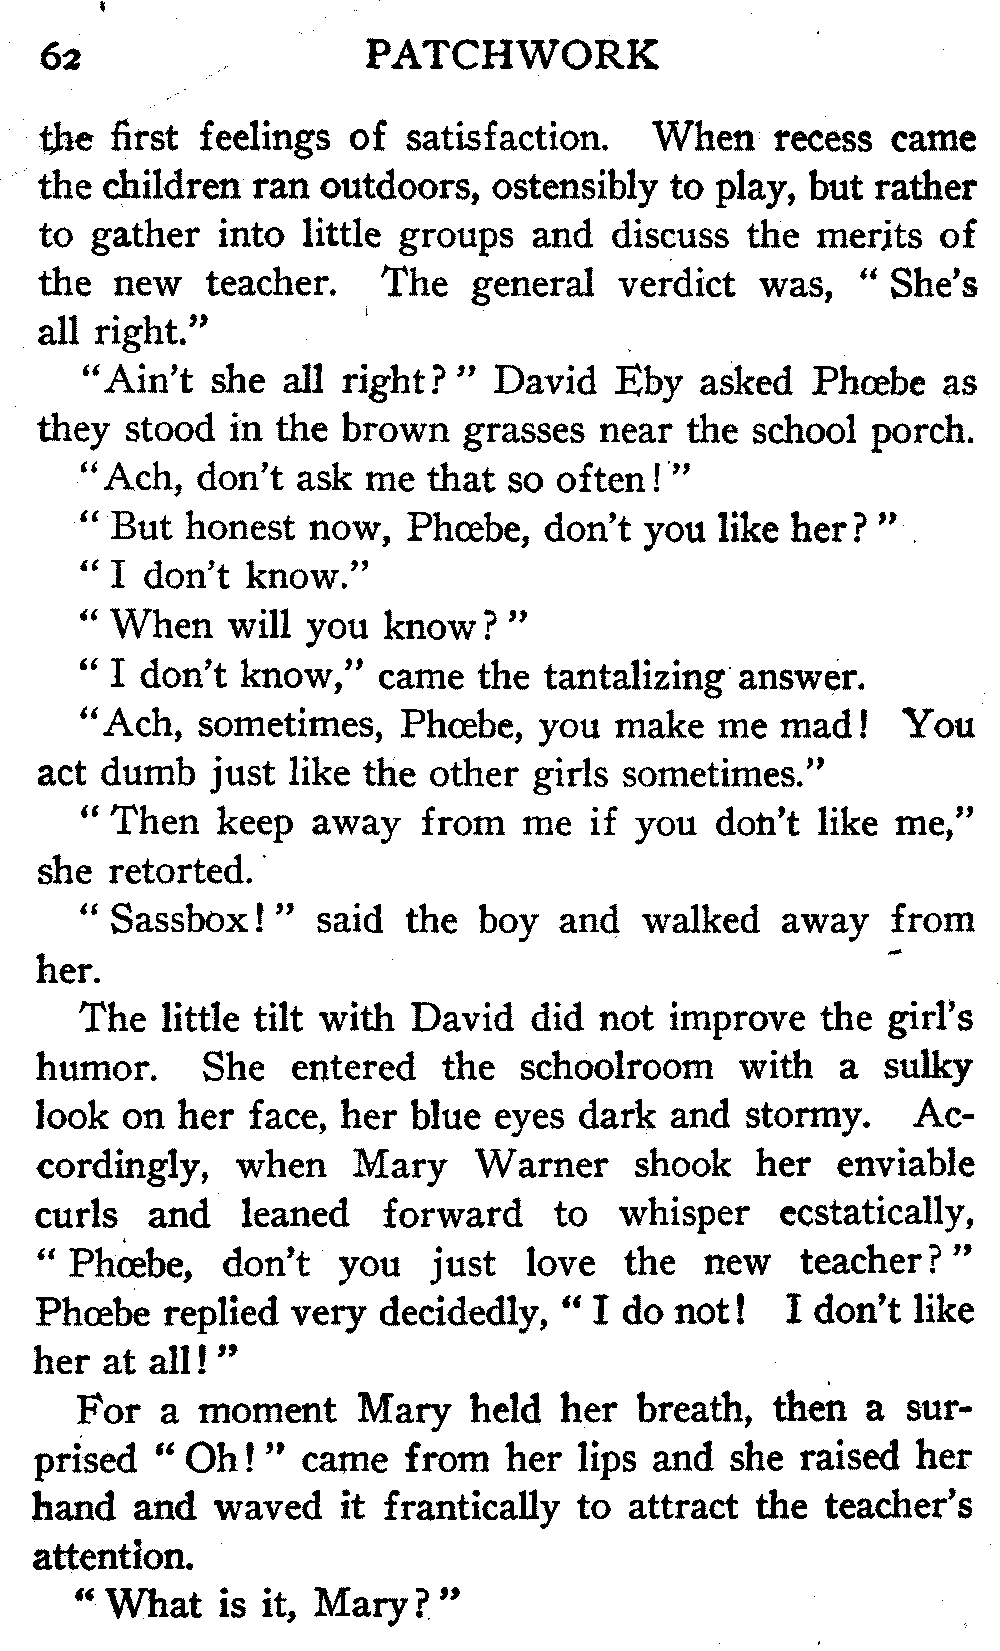 62 PATCHWORK
the first feelings of satisfaction. When recess came
the children ran outdoors, ostensibly to play, but rather
to gather into little groups and discuss the merits of
the new teacher. The general verdict was, “ She’s
all right.”
“Ain’t she all right? ” David Eby asked Phœbe as
they stood in the brown grasses near the school porch.
“Ach, don’t ask me that so often! ”
“ But honest now, Phœbe, don’t you like her? ”
“ I don’t know.”
“ When will you know? ”
“ I don’t know,” came the tantalizing answer.
“Ach, sometimes, Phœbe, you make me mad! You
act dumb just like the other girls sometimes.”
“ Then keep away from me if you don’t like me,”
she retorted.
“ Sassbox! ” said the boy and walked away from
her.
The little tilt with David did not improve the girl’s
humor. She entered the schoolroom with a sulky
look on her face, her blue eyes dark and stormy. Ac-
cordingly, when Mary Warner shook her enviable
curls and leaned forward to whisper ecstatically,
“ Phœbe, don’t you just love the new teacher? ”
Phœbe replied very decidedly, “ I do not! I don’t like
her at all! ”
For a moment Mary held her breath, then a sur-
prised “ Oh! ” came from her lips and she raised her
hand and waved it frantically to attract the teacher’s
attention.
“ What is it, Mary? ”